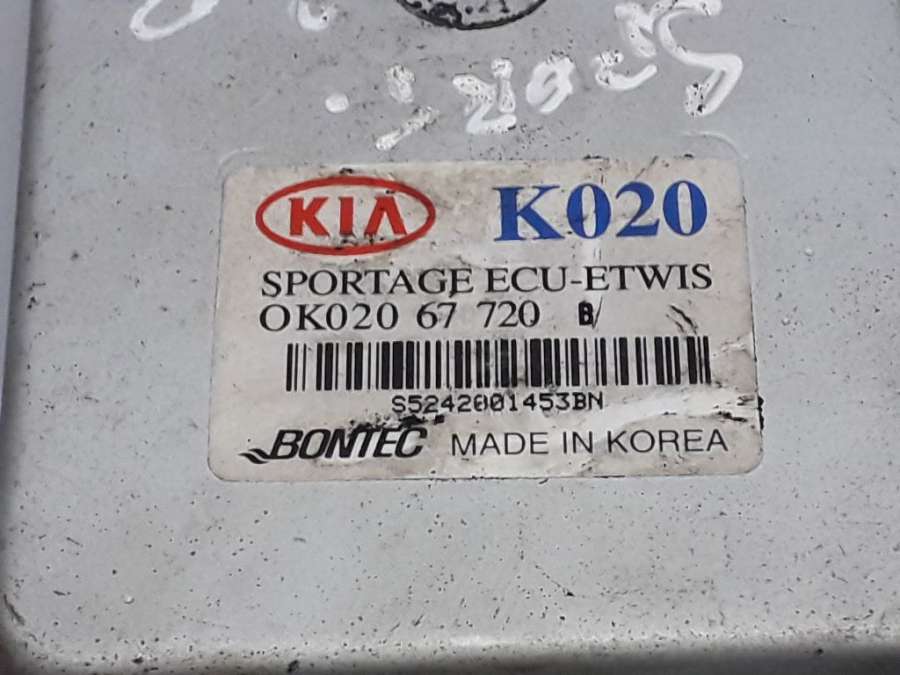 KIA K020
SPORTAGE ECU-ETWIS
OK020 67 720 B
S5242001453BN
BONTEC MADE IN KOREA